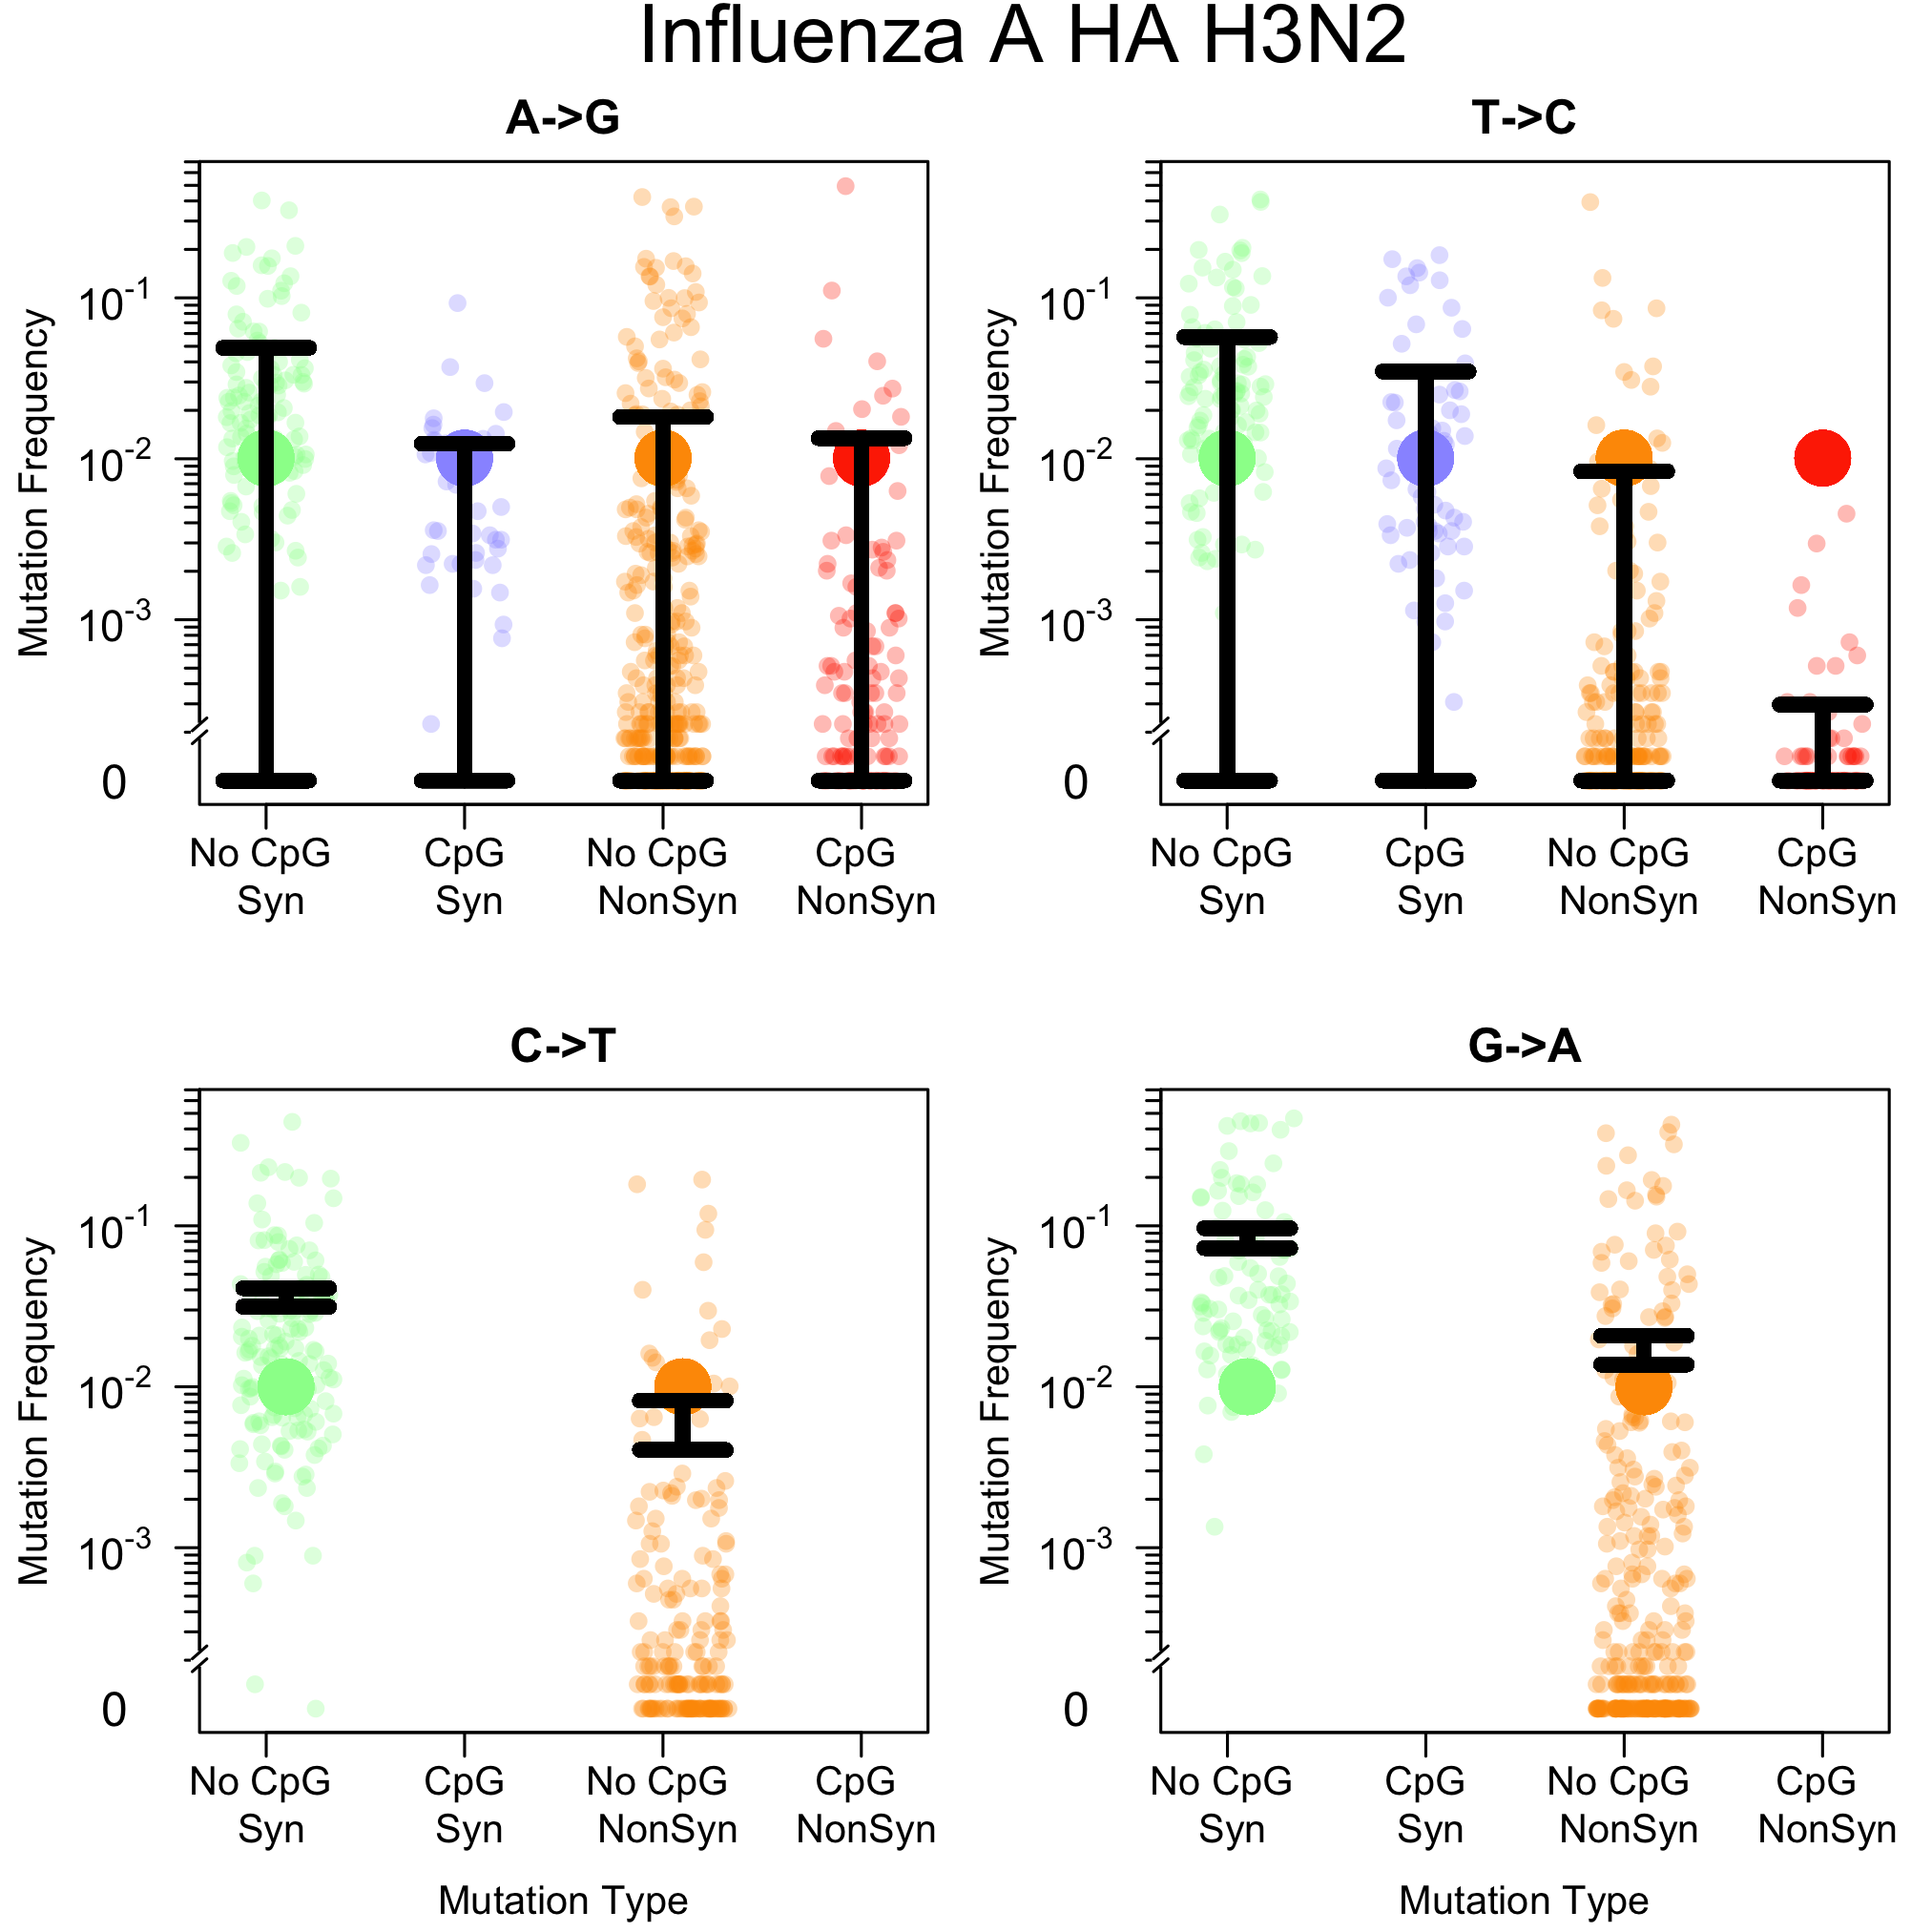 Influenza A HA H3N2
A->G
T->C
Mutation Frequency
10^-1
10^-2
10^-3
0
No CpG Syn
CpG Syn
No CpG NonSyn
CpG NonSyn
Mutation Frequency
10^-1
10^-2
10^-3
0
No CpG Syn
CpG Syn
No CpG NonSyn
CpG NonSyn
C->T
G->A
Mutation Frequency
10^-1
10^-2
10^-3
0
No CpG Syn
CpG Syn
No CpG NonSyn
CpG NonSyn
Mutation Type
Mutation Frequency
10^-1
10^-2
10^-3
0
No CpG Syn
CpG Syn
No CpG NonSyn
CpG NonSyn
Mutation Type